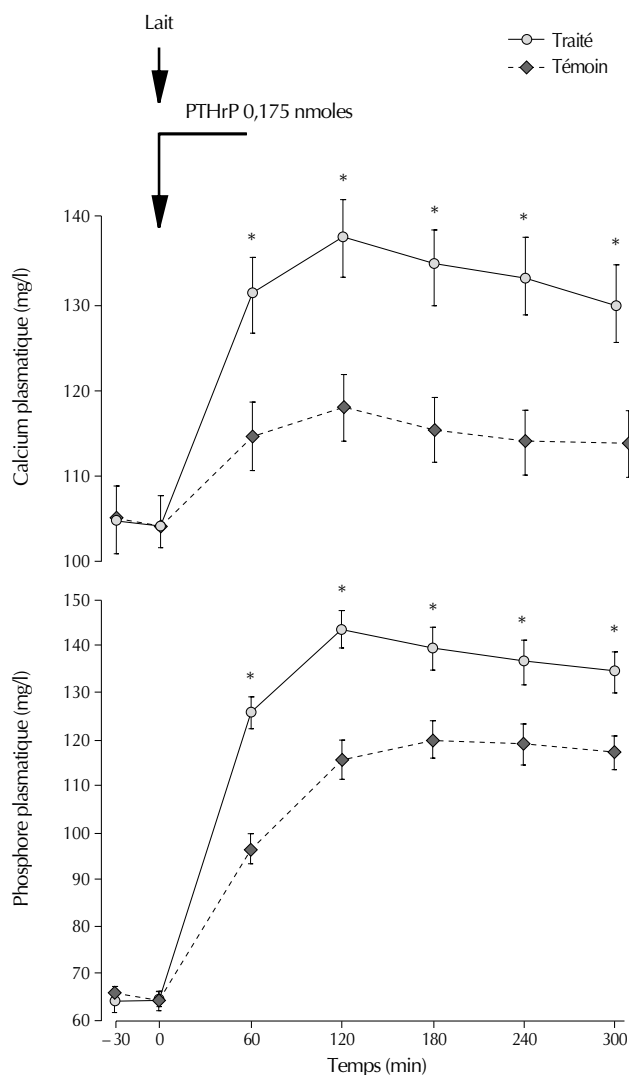 Lait
Traité
Témoin
PTHrP 0,175 nmoles
Calcium plasmatique (mg/l)
140
130
120
110
100
* * * * *
Phosphore plasmatique (mg/l)
150
140
130
120
110
100
90
80
70
60
* * * * *
–30 0 60 120 180 240 300
Temps (min)